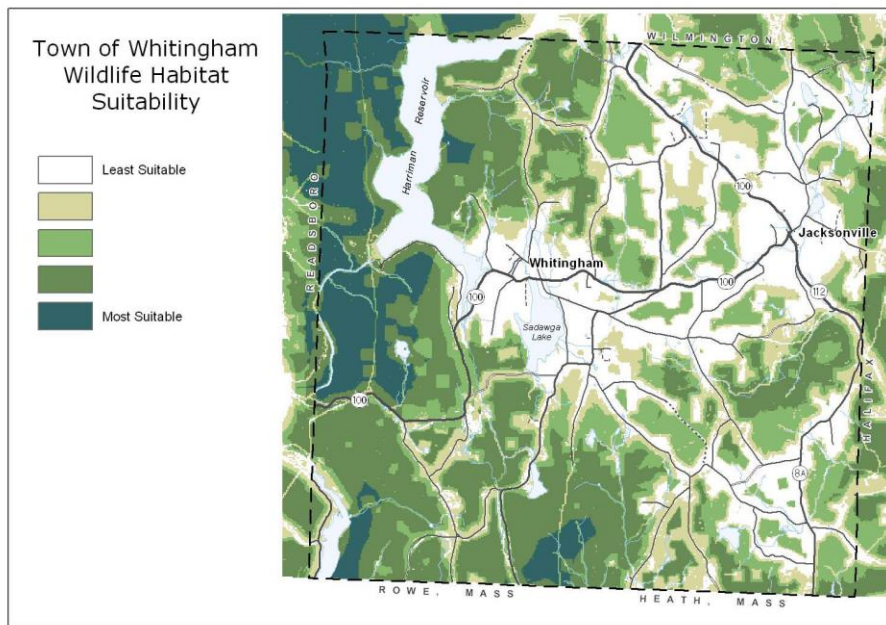 Town of Whitingham
Wildlife Habitat
Suitability
Least Suitable
Most Suitable
WILMINGTON
Harriman Reservoir
READSBORO
100
Jacksonville
Whitingham
100
100
112
Sadawga
Lake
HALIFAX
100
8A
ROWE, MASS
HEATH, MASS